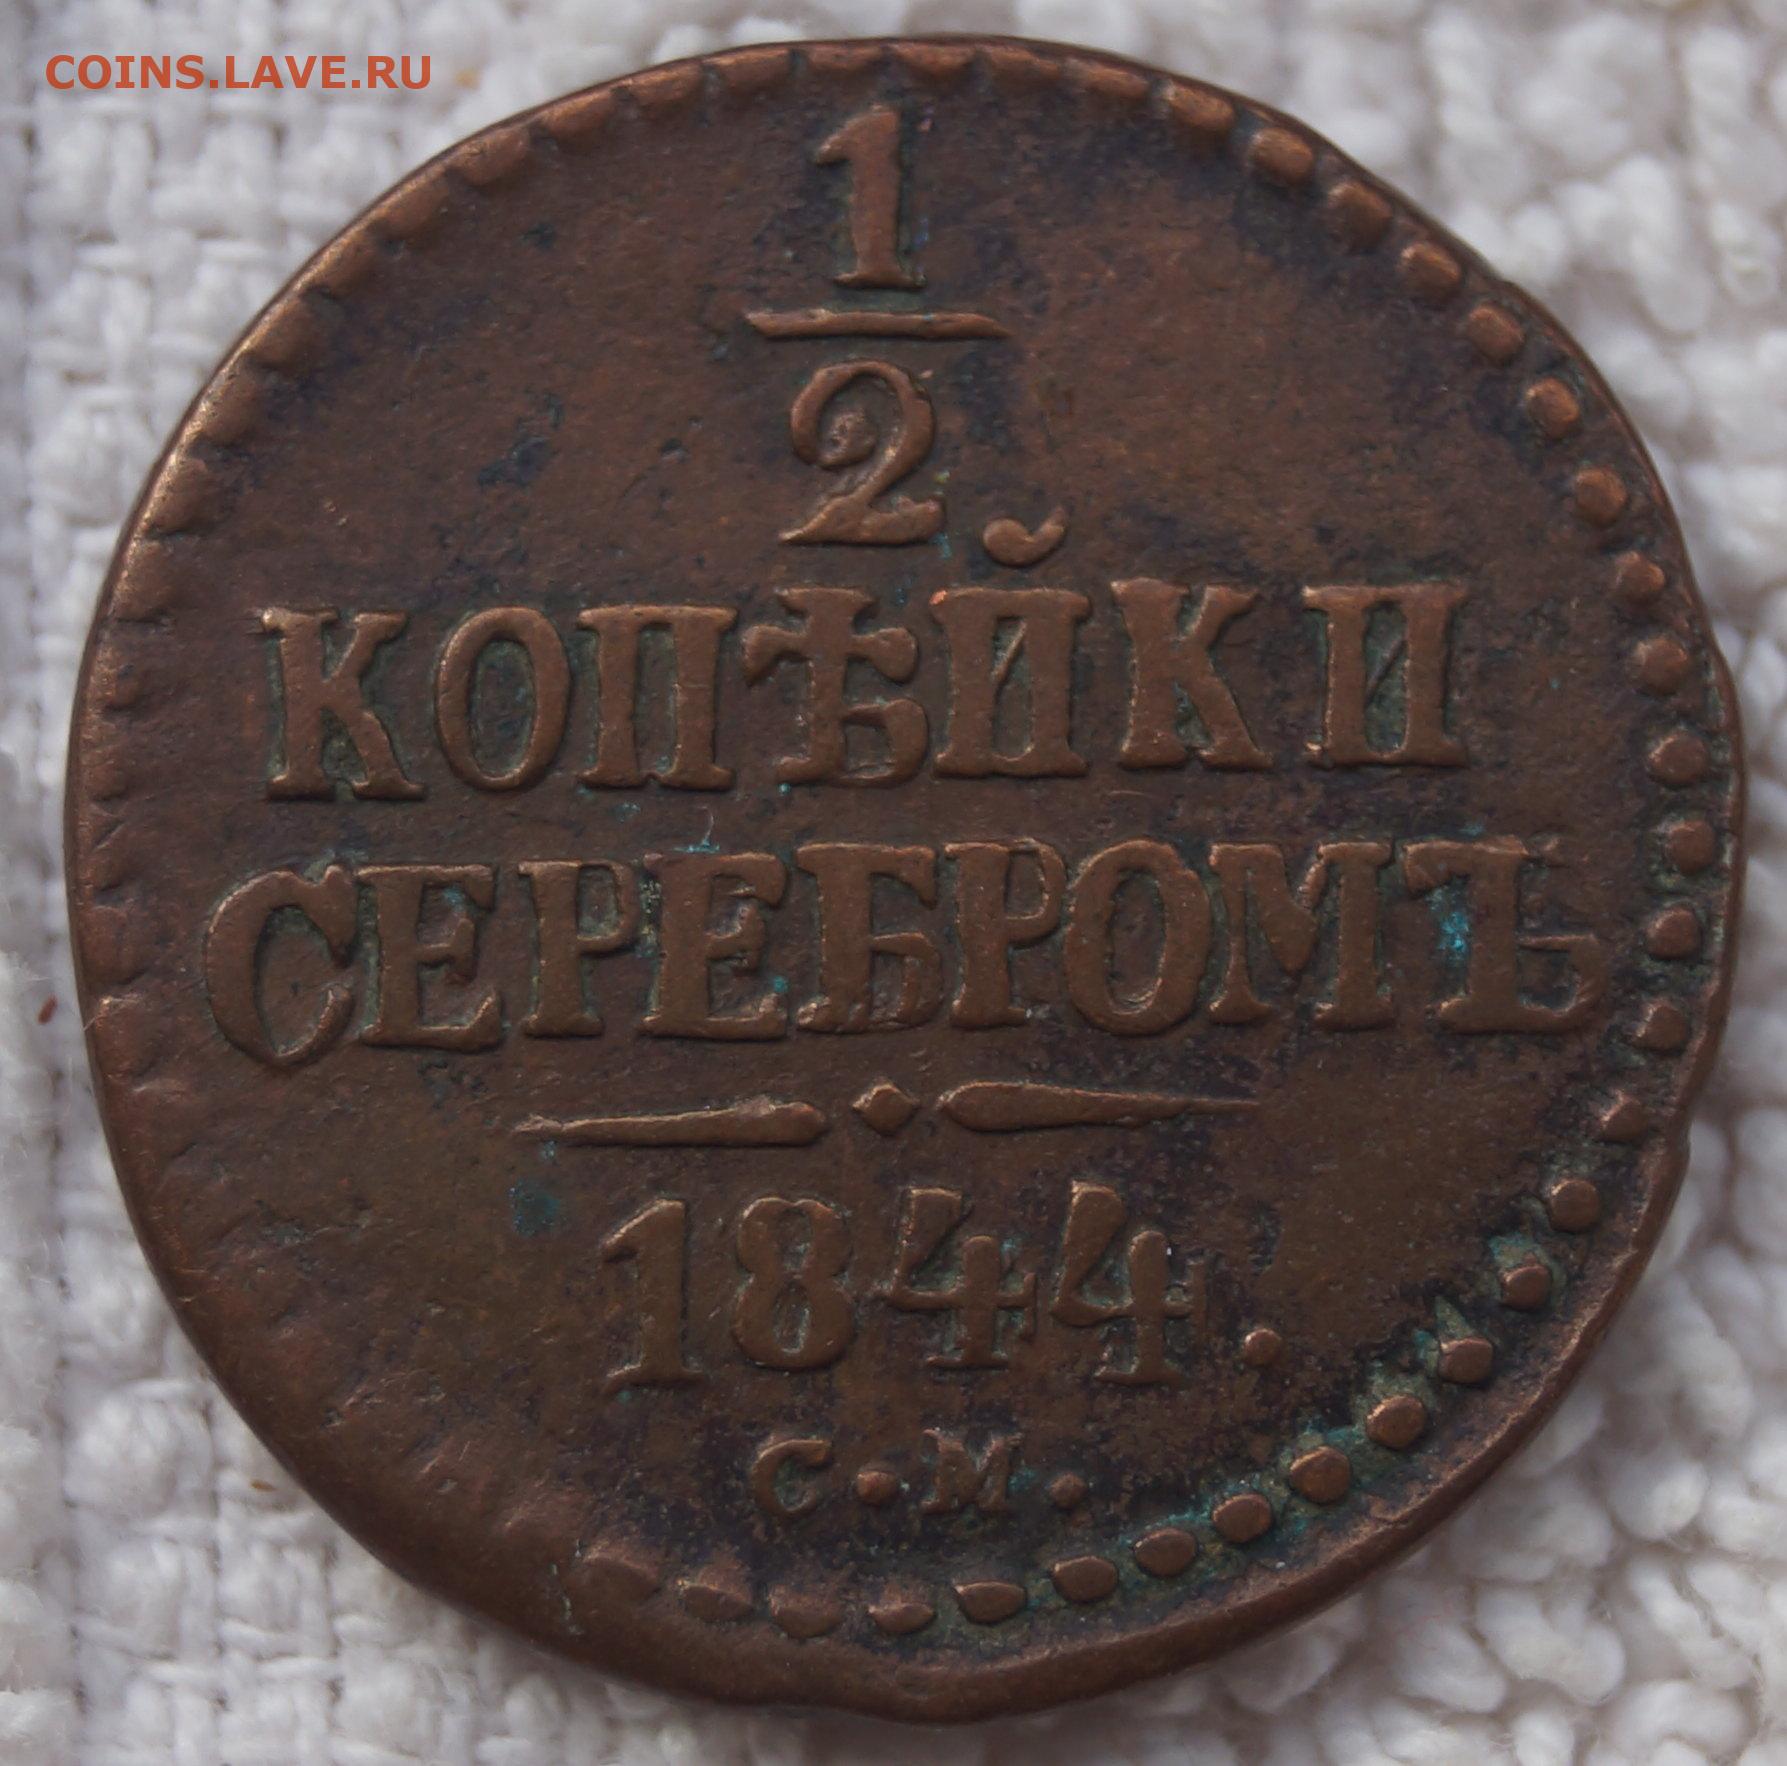 COINS.LAVE.RU
1
2
КОПѢЙКИ
СЕРЕБРОМЪ
1844.
С.М.